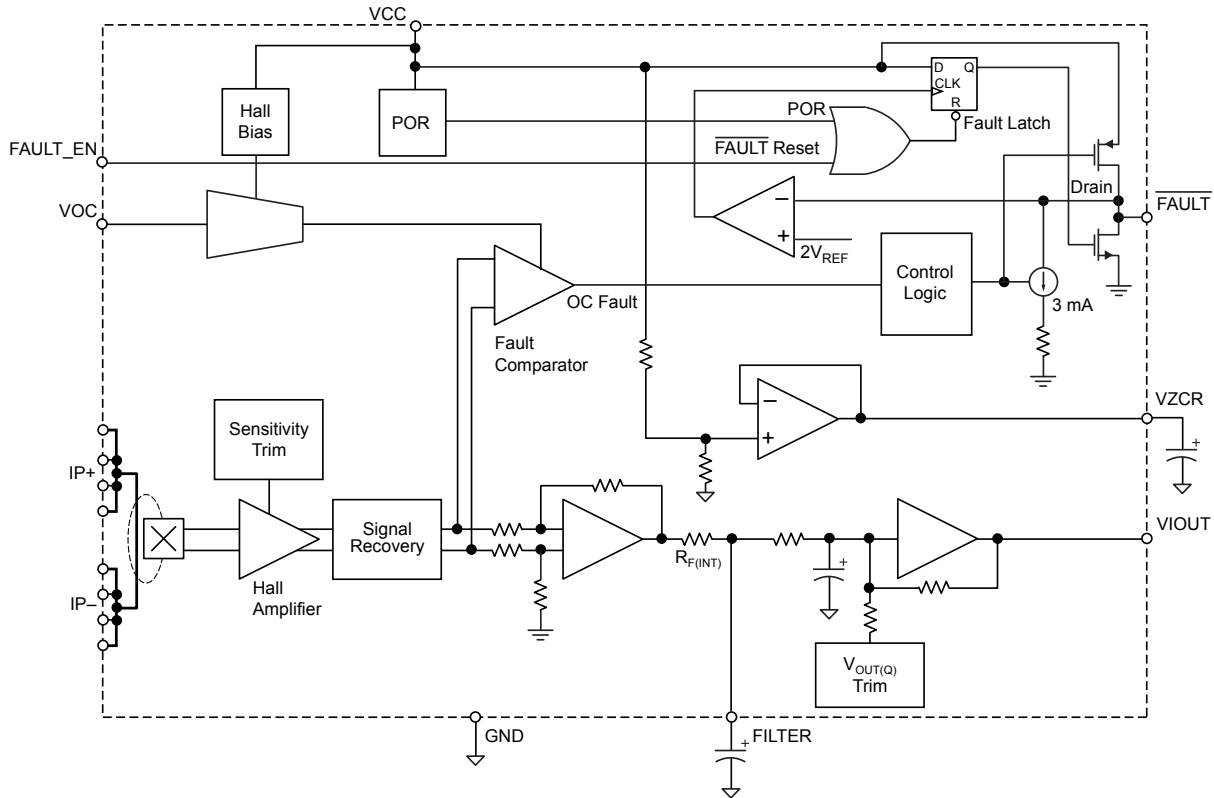 VCC
Hall
Bias
POR
POR
D Q
CLK
R
Fault Latch
FAULT_EN
FAULT Reset
Drain
FAULT
VOC
−
+
2VREF
Control
Logic
OC Fault
3 mA
Fault
Comparator
Sensitivity
Trim
−
+
VZCR
+
IP+
Signal
Recovery
RF(INT)
VIOUT
Hall
Amplifier
+
IP–
VOUT(Q)
Trim
GND
FILTER
+